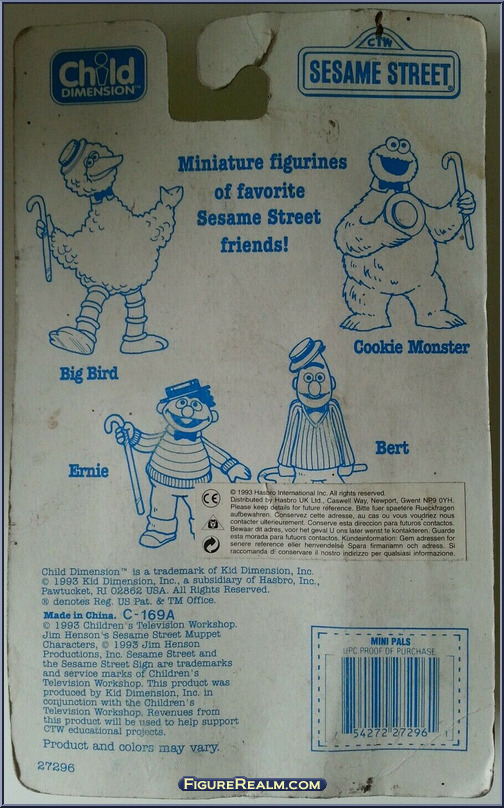 Child
DIMENSION™
CTW
SESAME STREET®
Miniature figurines
of favorite
Sesame Street
friends!
Big Bird
Cookie Monster
Ernie
Bert
© 1993 Hasbro International Inc. All rights reserved.
Distributed by Hasbro UK Ltd., Caswell Way, Newport, Gwent NP9 0YH.
Please keep details for future reference. Bitte fuer spaetere Rueckfragen
aufbewahren. Conservez cette adresse, au cas ou vous voudriez nous
contacter ulterieurement. Conserve esta direccion para futuros contactos.
Bewaar dit adres, voor het geval U ons later wenst te kontakteren. Guarde
esta morada para futuros contactos. Kundeinformation: Gem adressen for
senere reference eller henvendelse Spara firmanamn och adress. Si
raccomanda di conservare il nostro indirizzo per qualsiasi informazione.
CE
Child Dimension™ is a trademark of Kid Dimension, Inc.
© 1993 Kid Dimension, Inc., a subsidiary of Hasbro, Inc.,
Pawtucket, RI 02862 USA. All Rights Reserved.
® denotes Reg. US Pat. & TM Office.
Made in China. C-169A
© 1993 Children's Television Workshop.
Jim Henson's Sesame Street Muppet
Characters, © 1993 Jim Henson
Productions, Inc. Sesame Street and
the Sesame Street Sign are trademarks
and service marks of Children's
Television Workshop. This product was
produced by Kid Dimension, Inc. in
conjunction with the Children's
Television Workshop. Revenues from
this product will be used to help support
CTW educational projects.
Product and colors may vary.
27296
MINI PALS
UPC PROOF OF PURCHASE
54272 27296
FIGUREREALM.COM